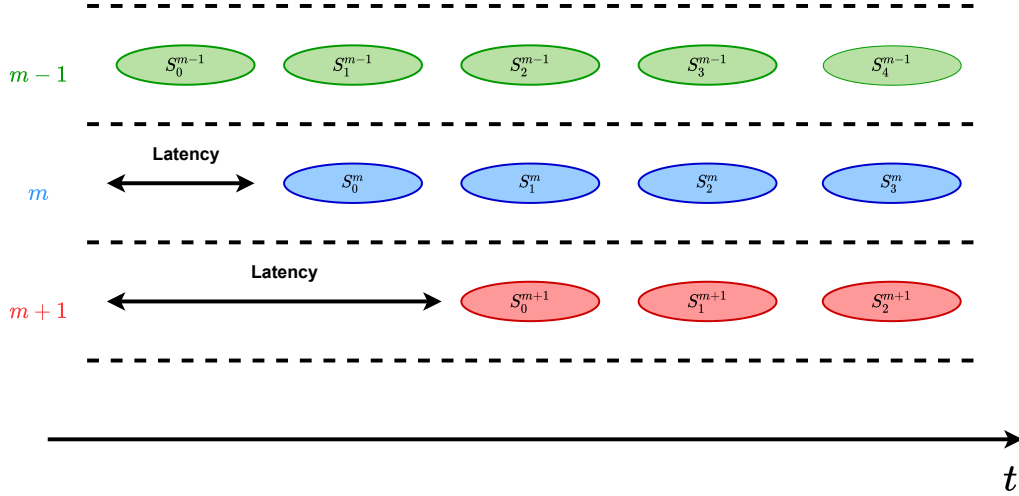 m − 1 S_0^{m−1} S_1^{m−1} S_2^{m−1} S_3^{m−1} S_4^{m−1}
Latency
m S_0^m S_1^m S_2^m S_3^m
Latency
m + 1 S_0^{m+1} S_1^{m+1} S_2^{m+1}
t